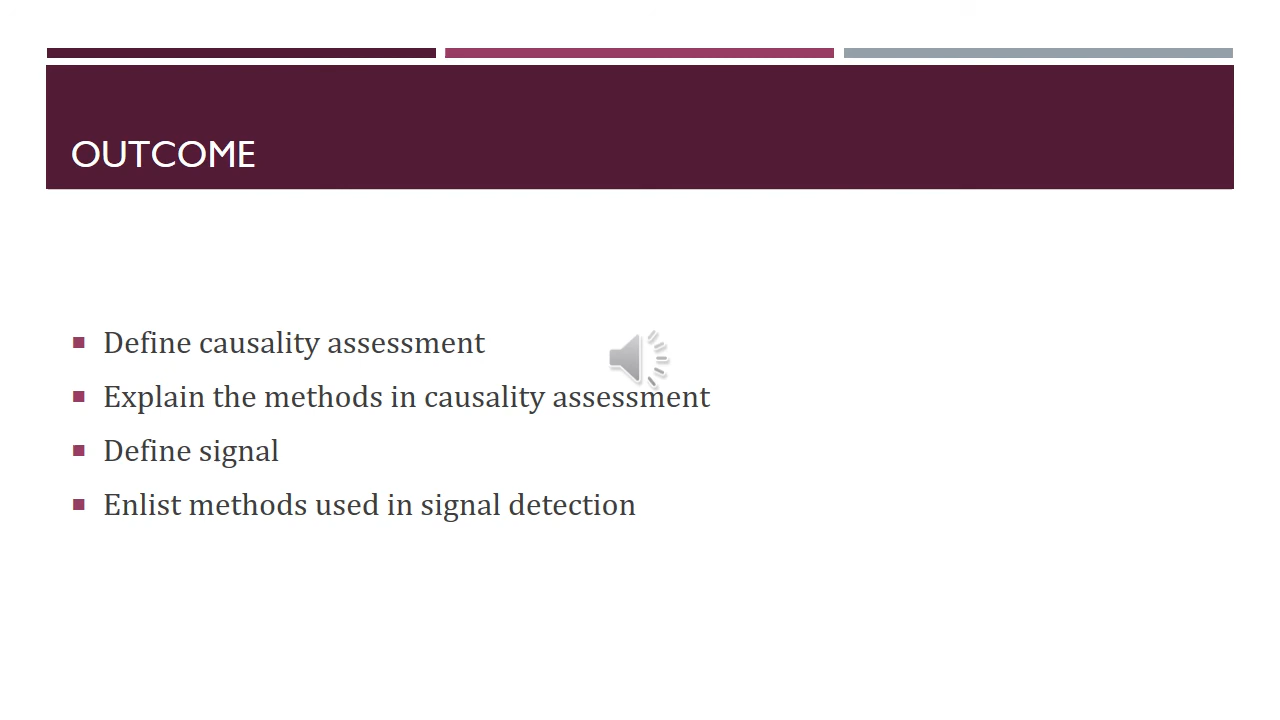 OUTCOME
Define causality assessment
Explain the methods in causality assessment
Define signal
Enlist methods used in signal detection